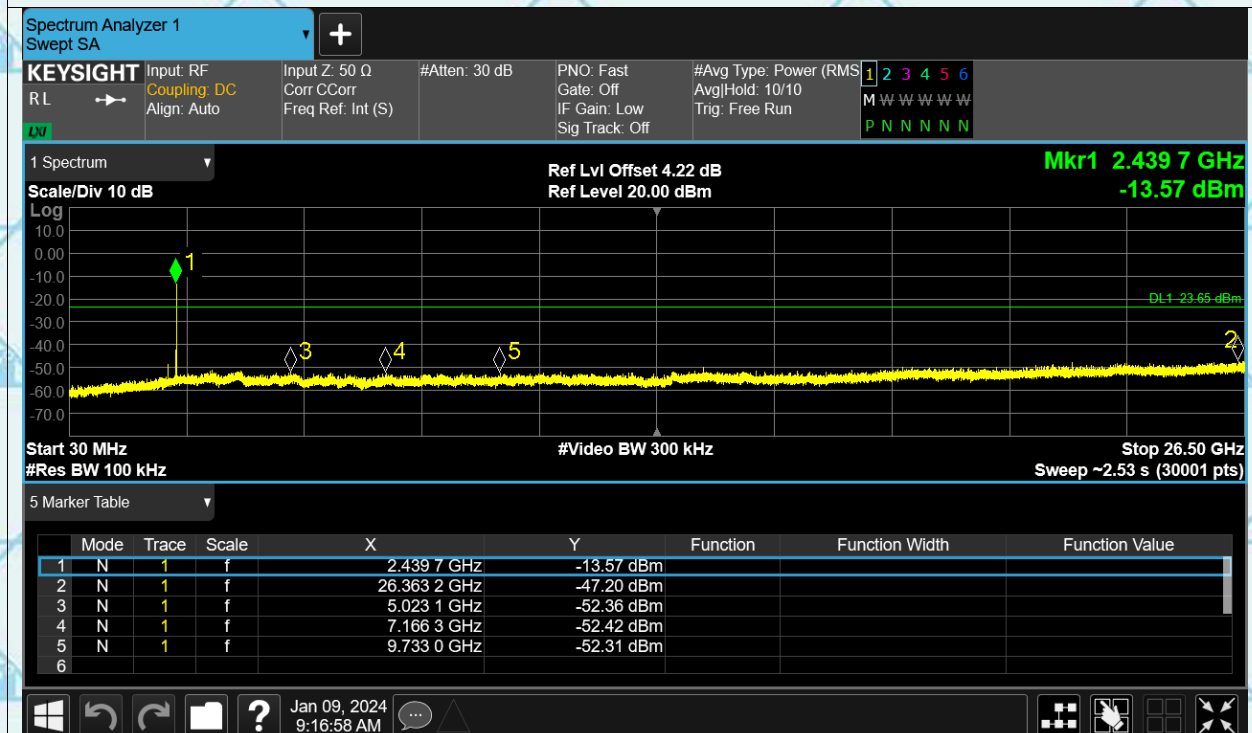 Spectrum Analyzer 1
Swept SA
KEYSIGHT
RL
LXI
Input: RF
Coupling: DC
Align: Auto
Input Z: 50 Ω
Corr CCorr
Freq Ref: Int (S)
#Atten: 30 dB
PNO: Fast
Gate: Off
IF Gain: Low
Sig Track: Off
#Avg Type: Power (RMS
Avg|Hold: 10/10
Trig: Free Run
1 2 3 4 5 6
M W W W W W
P N N N N N
1 Spectrum
Scale/Div 10 dB
Log
Ref Lvl Offset 4.22 dB
Ref Level 20.00 dBm
Mkr1 2.439 7 GHz
-13.57 dBm
10.0
0.00
-10.0
-20.0
-30.0
-40.0
-50.0
-60.0
-70.0
1
DL1 -23.65 dBm
3
4
5
2
Start 30 MHz
#Res BW 100 kHz
#Video BW 300 kHz
Stop 26.50 GHz
Sweep ~2.53 s (30001 pts)
5 Marker Table
Mode Trace Scale X Y Function Function Width Function Value
1 N 1 f 2.439 7 GHz -13.57 dBm
2 N 1 f 26.363 2 GHz -47.20 dBm
3 N 1 f 5.023 1 GHz -52.36 dBm
4 N 1 f 7.166 3 GHz -52.42 dBm
5 N 1 f 9.733 0 GHz -52.31 dBm
6
?
Jan 09, 2024
9:16:58 AM